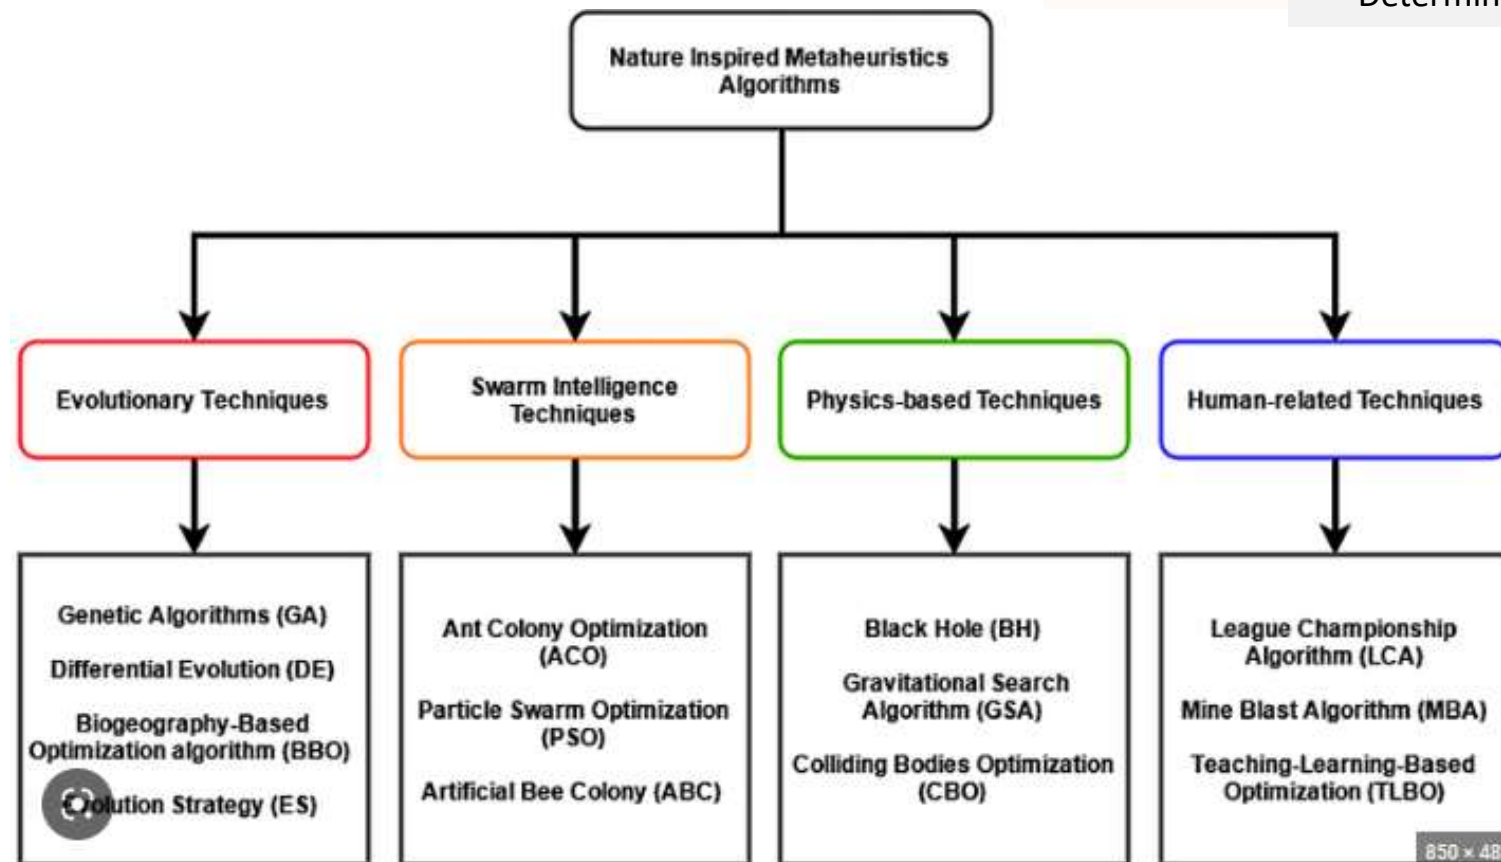 Nature Inspired Metaheuristics
Algorithms
Evolutionary Techniques
Swarm Intelligence
Techniques
Physics-based Techniques
Human-related Techniques
Genetic Algorithms (GA)
Differential Evolution (DE)
Biogeography-Based
Optimization algorithm (BBO)
Evolution Strategy (ES)
Ant Colony Optimization
(ACO)
Particle Swarm Optimization
(PSO)
Artificial Bee Colony (ABC)
Black Hole (BH)
Gravitational Search
Algorithm (GSA)
Colliding Bodies Optimization
(CBO)
League Championship
Algorithm (LCA)
Mine Blast Algorithm (MBA)
Teaching-Learning-Based
Optimization (TLBO)
850 × 48